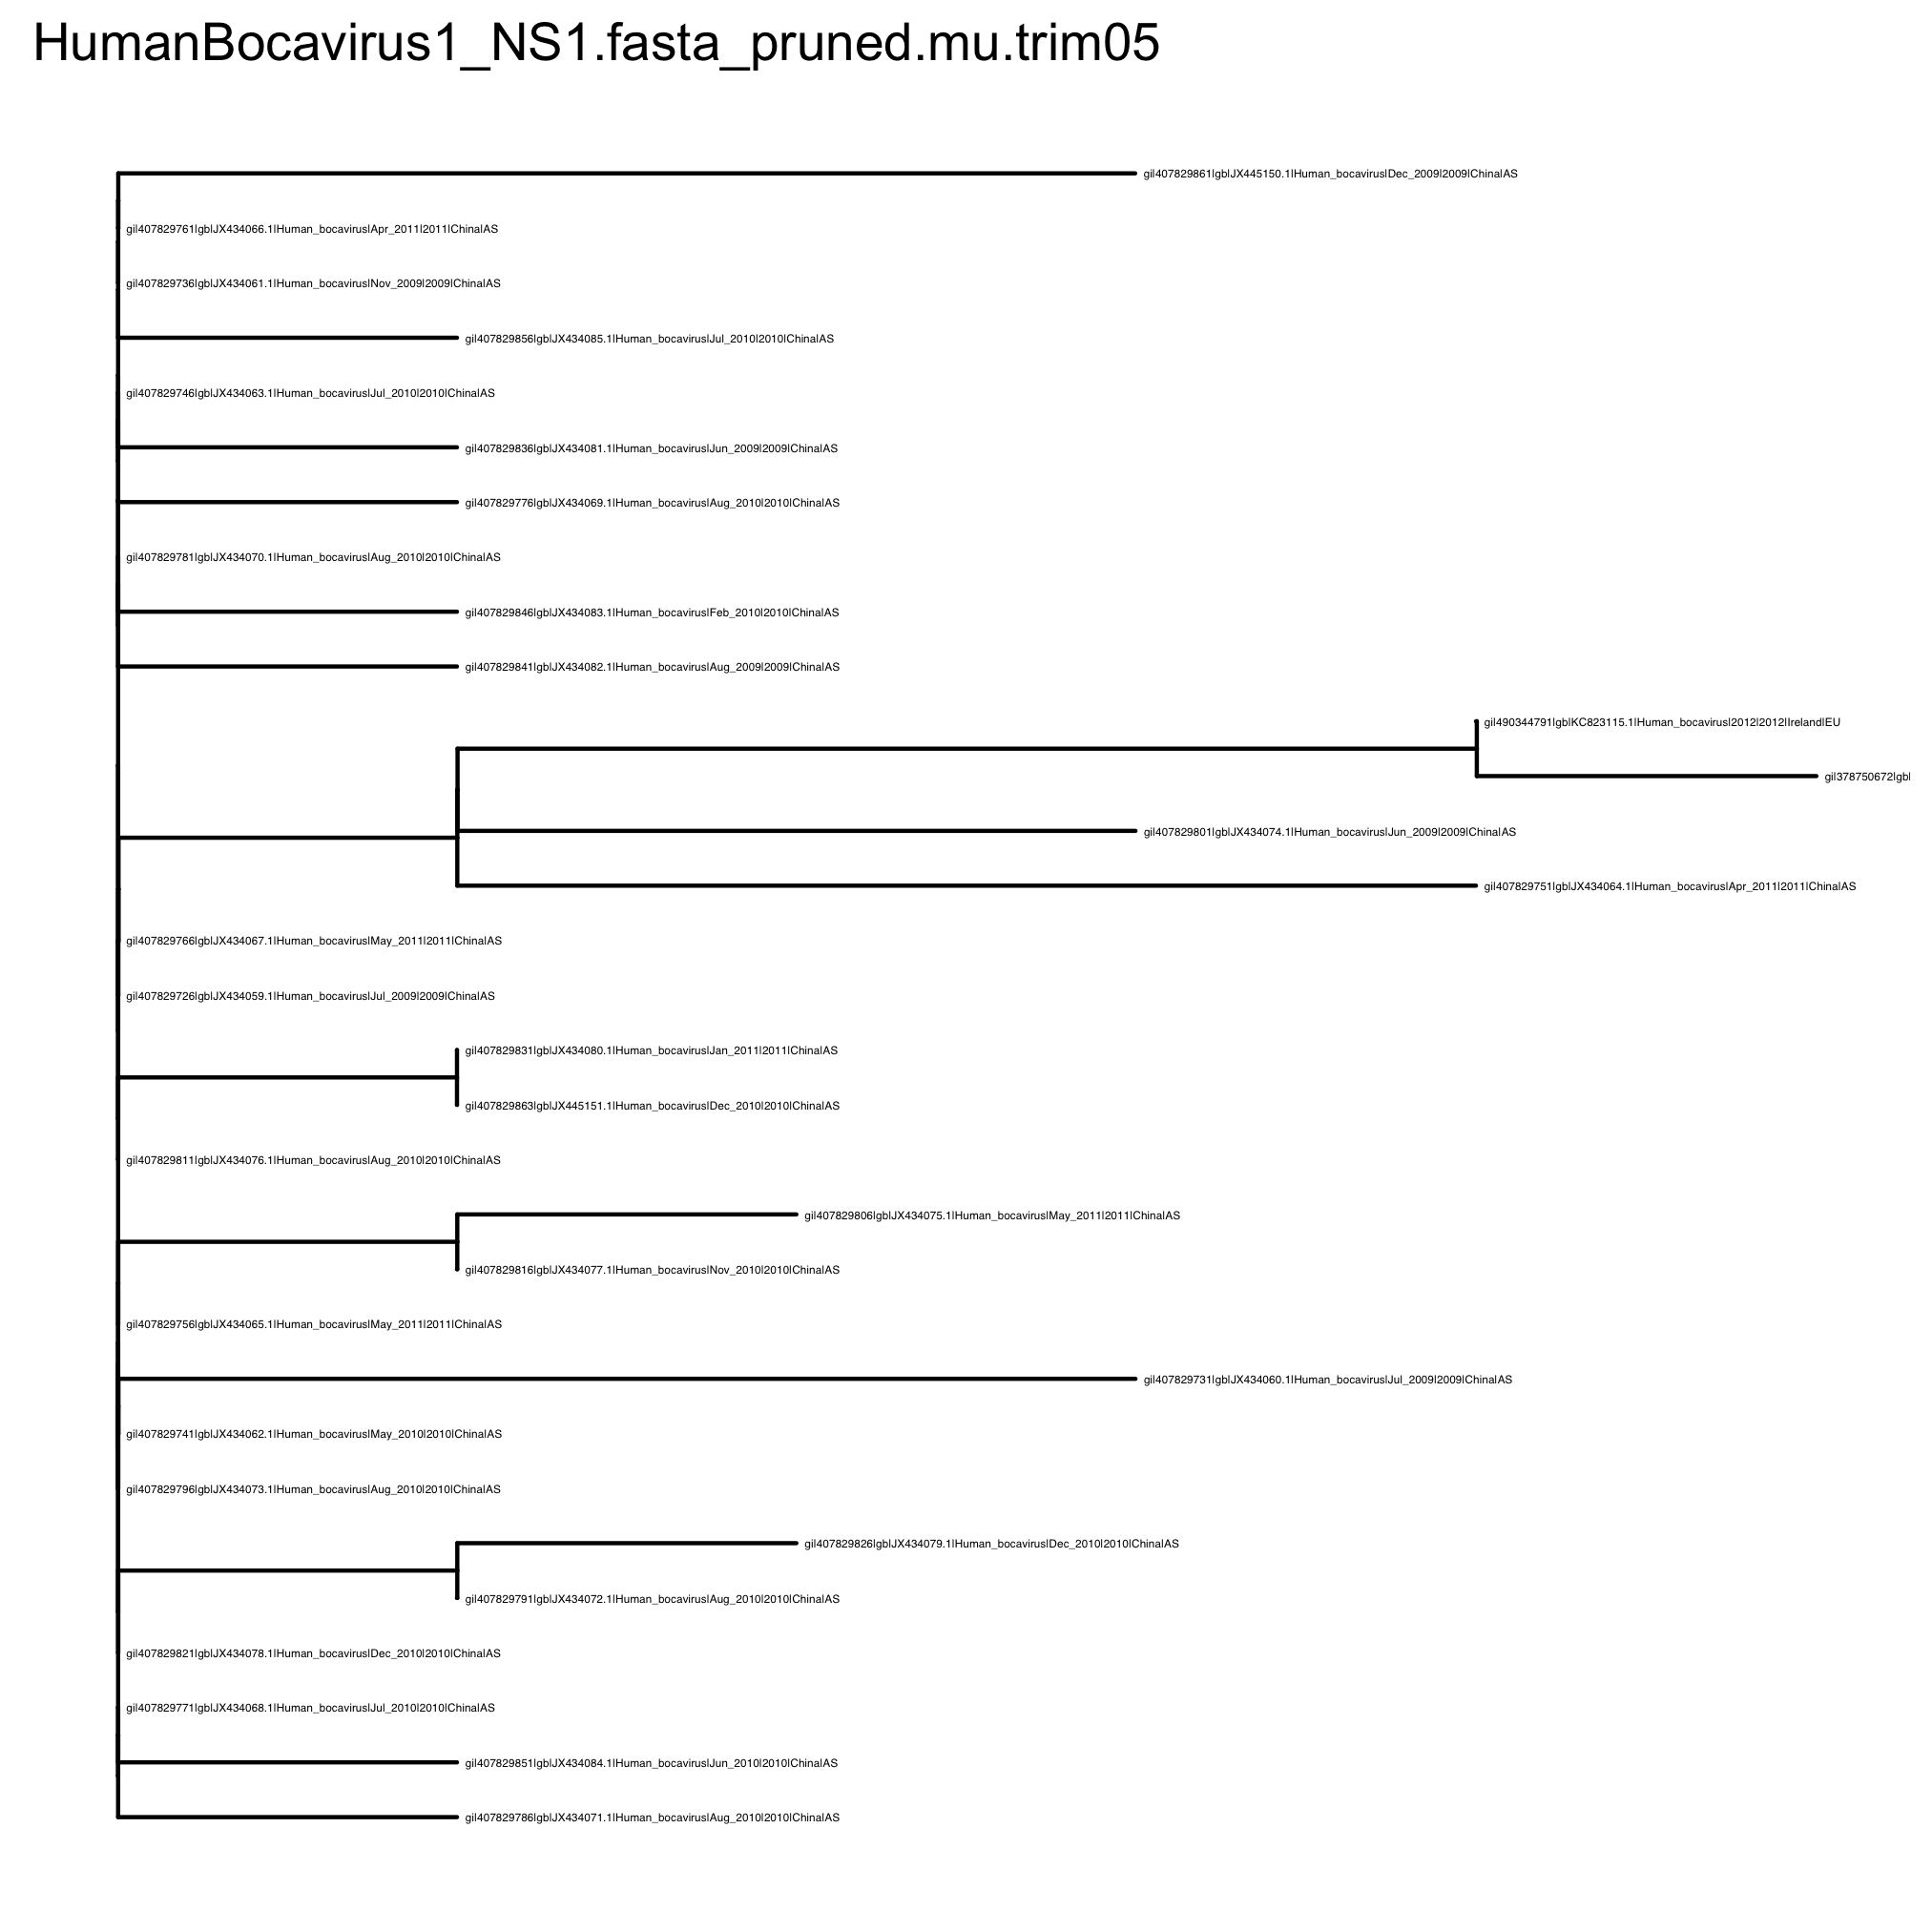 HumanBocavirus1_NS1.fasta_pruned.mu.trim05
gi|407829861|gb|JX445150.1|Human_bocavirus|Dec_2009|2009|China|AS
gi|407829761|gb|JX434066.1|Human_bocavirus|Apr_2011|2011|China|AS
gi|407829736|gb|JX434061.1|Human_bocavirus|Nov_2009|2009|China|AS
gi|407829856|gb|JX434085.1|Human_bocavirus|Jul_2010|2010|China|AS
gi|407829746|gb|JX434063.1|Human_bocavirus|Jul_2010|2010|China|AS
gi|407829836|gb|JX434081.1|Human_bocavirus|Jun_2009|2009|China|AS
gi|407829776|gb|JX434069.1|Human_bocavirus|Aug_2010|2010|China|AS
gi|407829781|gb|JX434070.1|Human_bocavirus|Aug_2010|2010|China|AS
gi|407829846|gb|JX434083.1|Human_bocavirus|Feb_2010|2010|China|AS
gi|407829841|gb|JX434082.1|Human_bocavirus|Aug_2009|2009|China|AS
gi|490344791|gb|KC823115.1|Human_bocavirus|2012|2012|Ireland|EU
gi|378750672|gb|
gi|407829801|gb|JX434074.1|Human_bocavirus|Jun_2009|2009|China|AS
gi|407829751|gb|JX434064.1|Human_bocavirus|Apr_2011|2011|China|AS
gi|407829766|gb|JX434067.1|Human_bocavirus|May_2011|2011|China|AS
gi|407829726|gb|JX434059.1|Human_bocavirus|Jul_2009|2009|China|AS
gi|407829831|gb|JX434080.1|Human_bocavirus|Jan_2011|2011|China|AS
gi|407829863|gb|JX445151.1|Human_bocavirus|Dec_2010|2010|China|AS
gi|407829811|gb|JX434076.1|Human_bocavirus|Aug_2010|2010|China|AS
gi|407829806|gb|JX434075.1|Human_bocavirus|May_2011|2011|China|AS
gi|407829816|gb|JX434077.1|Human_bocavirus|Nov_2010|2010|China|AS
gi|407829756|gb|JX434065.1|Human_bocavirus|May_2011|2011|China|AS
gi|407829731|gb|JX434060.1|Human_bocavirus|Jul_2009|2009|China|AS
gi|407829741|gb|JX434062.1|Human_bocavirus|May_2010|2010|China|AS
gi|407829796|gb|JX434073.1|Human_bocavirus|Aug_2010|2010|China|AS
gi|407829826|gb|JX434079.1|Human_bocavirus|Dec_2010|2010|China|AS
gi|407829791|gb|JX434072.1|Human_bocavirus|Aug_2010|2010|China|AS
gi|407829821|gb|JX434078.1|Human_bocavirus|Dec_2010|2010|China|AS
gi|407829771|gb|JX434068.1|Human_bocavirus|Jul_2010|2010|China|AS
gi|407829851|gb|JX434084.1|Human_bocavirus|Jun_2010|2010|China|AS
gi|407829786|gb|JX434071.1|Human_bocavirus|Aug_2010|2010|China|AS